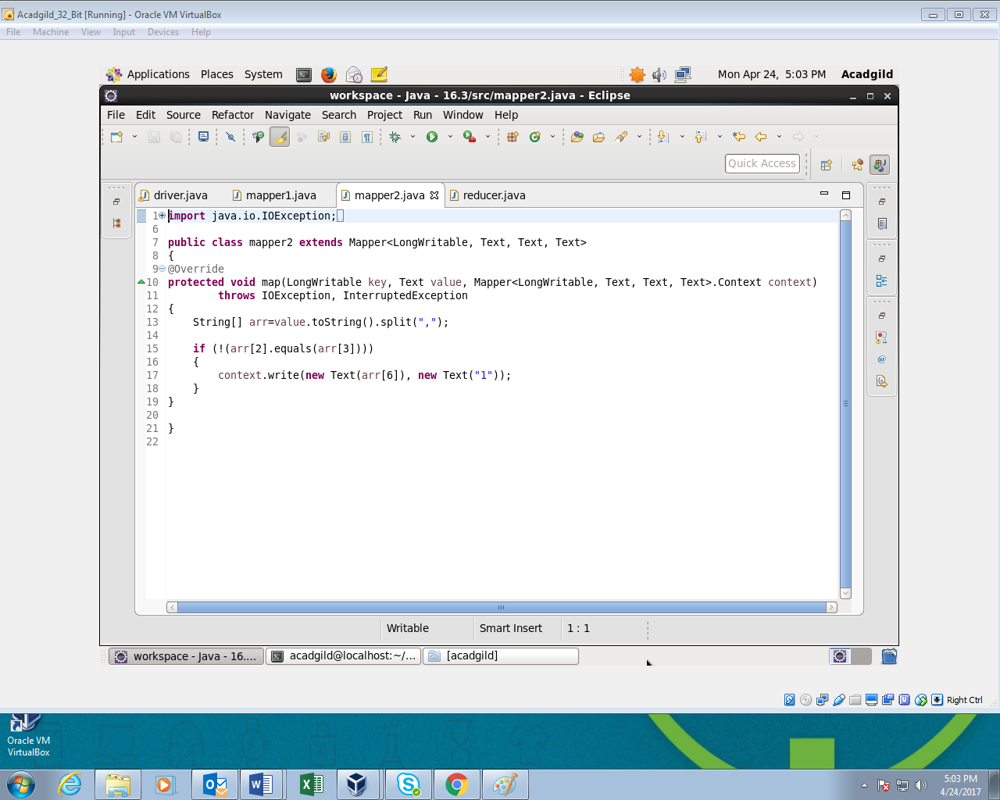 Acadgild_32_Bit [Running] - Oracle VM VirtualBox
File Machine View Input Devices Help
Applications Places System Mon Apr 24, 5:03 PM Acadgild
workspace - Java - 16.3/src/mapper2.java - Eclipse
File Edit Source Refactor Navigate Search Project Run Window Help
Quick Access
driver.java mapper1.java mapper2.java reducer.java
1 import java.io.IOException;
6
7 public class mapper2 extends Mapper<LongWritable, Text, Text, Text>
8 {
9 @Override
10 protected void map(LongWritable key, Text value, Mapper<LongWritable, Text, Text, Text>.Context context)
11 throws IOException, InterruptedException
12 {
13 String[] arr=value.toString().split(",");
14
15 if (!(arr[2].equals(arr[3])))
16 {
17 context.write(new Text(arr[6]), new Text("1"));
18 }
19 }
20
21 }
22
Writable Smart Insert 1 : 1
workspace - Java - 16.... acadgild@localhost:~/... [acadgild]
Right Ctrl
Oracle VM
VirtualBox
5:03 PM
4/24/2017